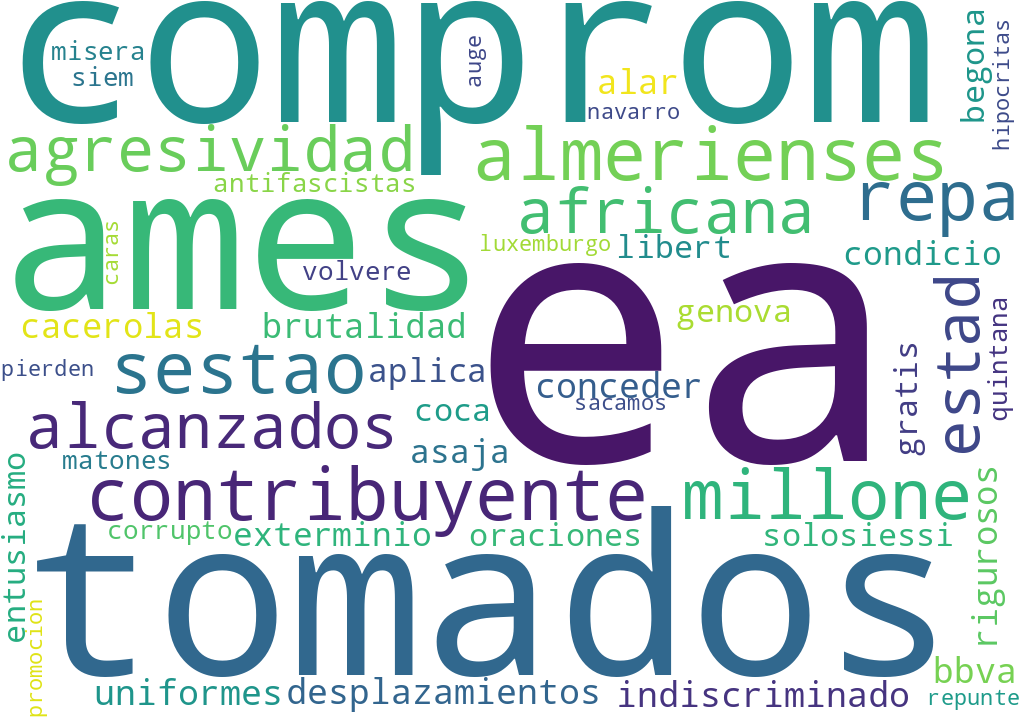 comprom
misera
siem
auge
alar
navarro
begona
hipocritas
agresividad
almerienses
antifascistas
repa
ames
africana
caras
luxemburgo
libert
condicio
volvere
ea
estad
cacerolas
brutalidad
genova
quintana
pierden
sestao
aplica
conceder
sacamos
gratis
alcanzados
coca
asaja
matones
entusiasmo
contribuyente
millone
rigurosos
corrupto
exterminio
oraciones
solosiessi
tomados
promocion
uniformes
desplazamientos
indiscriminado
bbva
repunte